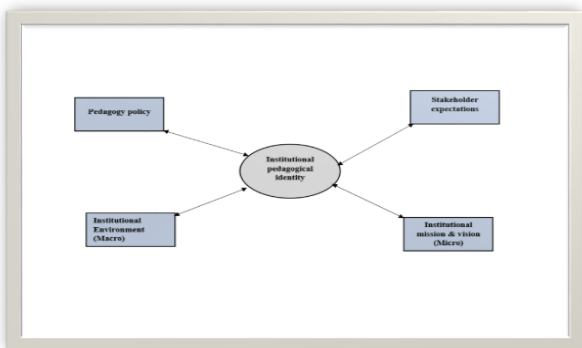 Pedagogy policy
Stakeholder
expectations
Institutional
pedagogical
identity
Institutional
Environment
(Macro)
Institutional
mission & vision
(Micro)